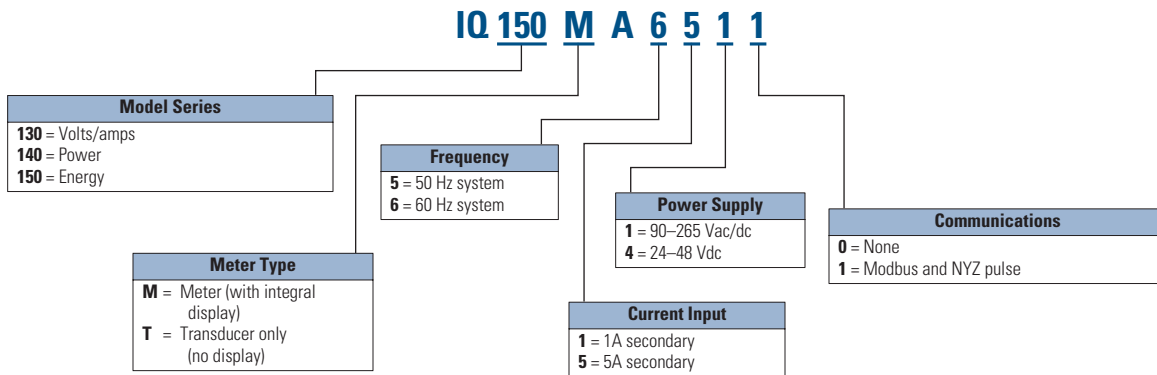 IQ 150 M A 6 5 1 1
Model Series
130 = Volts/amps
140 = Power
150 = Energy
Frequency
5 = 50 Hz system
6 = 60 Hz system
Power Supply
1 = 90–265 Vac/dc
4 = 24–48 Vdc
Communications
0 = None
1 = Modbus and NYZ pulse
Meter Type
M = Meter (with integral
display)
T = Transducer only
(no display)
Current Input
1 = 1A secondary
5 = 5A secondary